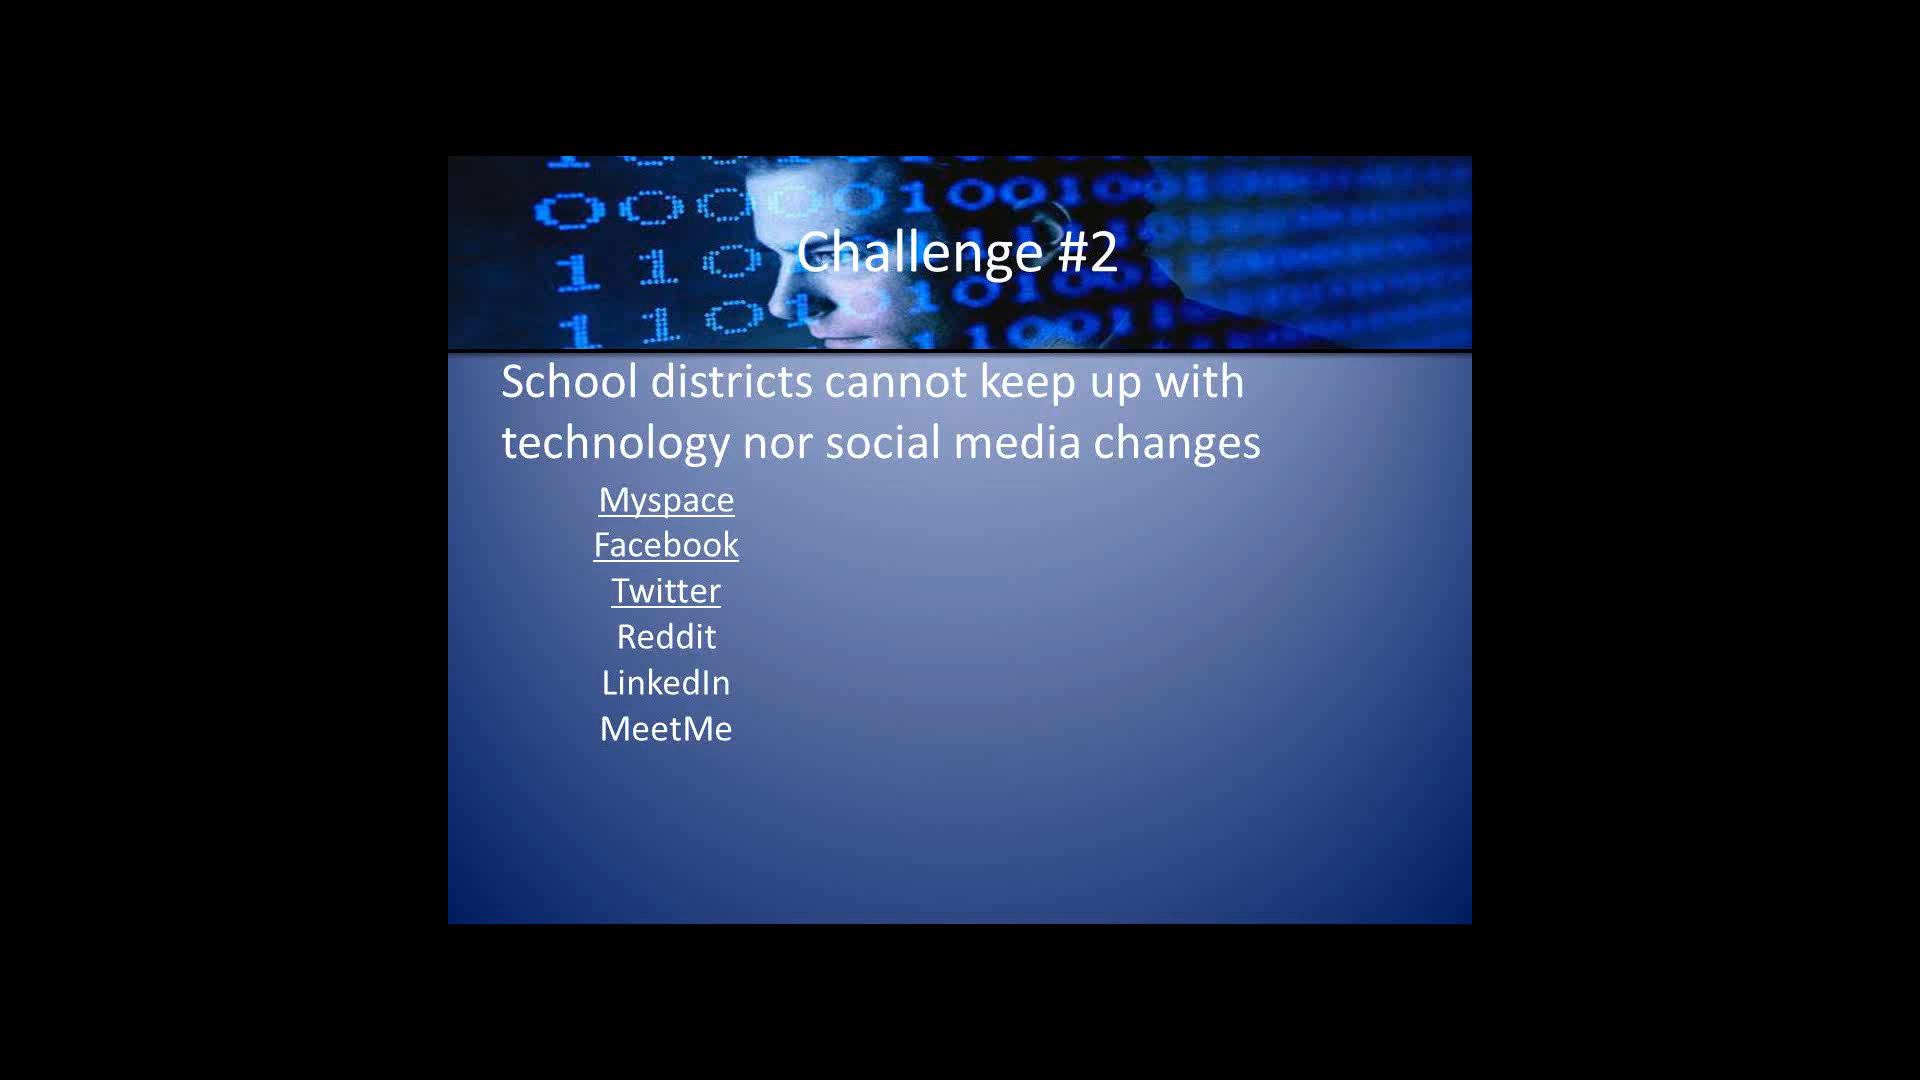 Challenge #2
School districts cannot keep up with
technology nor social media changes
Myspace
Facebook
Twitter
Reddit
LinkedIn
MeetMe